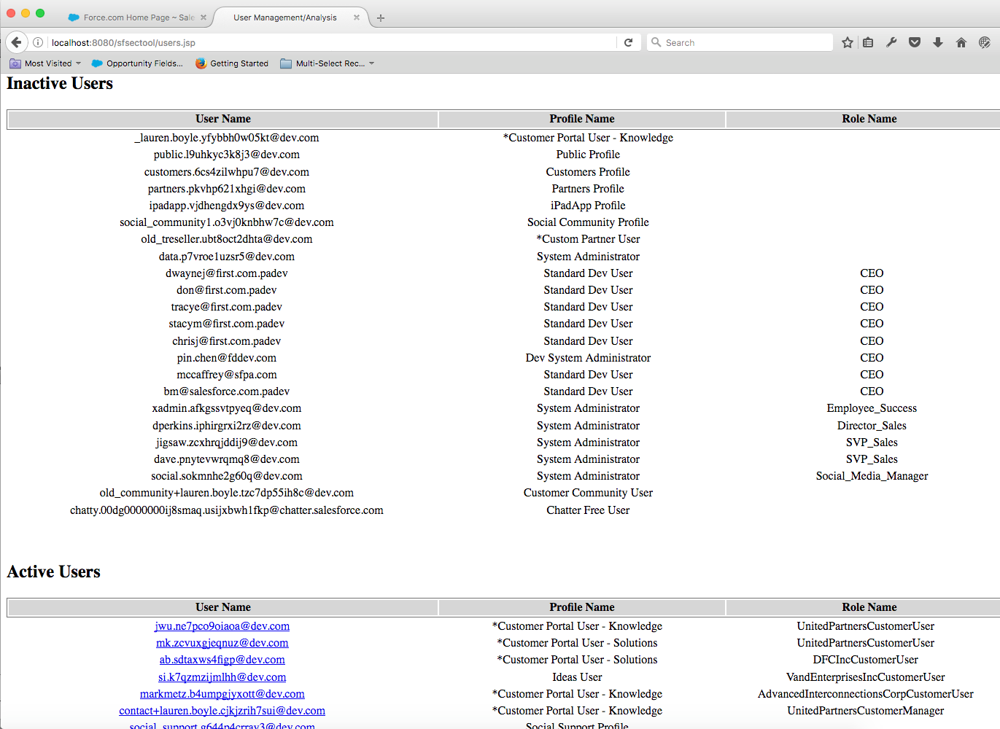 Force.com Home Page ~ Sale
User Management/Analysis
localhost:8080/sfsectool/users.jsp
Search
Most Visited
Opportunity Fields...
Getting Started
Multi-Select Rec...
Inactive Users
User Name Profile Name Role Name
_lauren.boyle.yfybbh0w05kt@dev.com *Customer Portal User - Knowledge
public.l9uhkyc3k8j3@dev.com Public Profile
customers.6cs4zilwhpu7@dev.com Customers Profile
partners.pkvhp621xhgi@dev.com Partners Profile
ipadapp.vjdhengdx9ys@dev.com iPadApp Profile
social_community1.o3vj0knbhw7c@dev.com Social Community Profile
old_treseller.ubt8oct2dhta@dev.com *Custom Partner User
data.p7vroe1uzsr5@dev.com System Administrator
dwaynej@first.com.padev Standard Dev User CEO
don@first.com.padev Standard Dev User CEO
tracye@first.com.padev Standard Dev User CEO
stacym@first.com.padev Standard Dev User CEO
chrisj@first.com.padev Standard Dev User CEO
pin.chen@fddev.com Dev System Administrator CEO
mccaffrey@sfpa.com Standard Dev User CEO
bm@salesforce.com.padev Standard Dev User CEO
xadmin.afkgssvtpyeq@dev.com System Administrator Employee_Success
dperkins.iphirgrxi2rz@dev.com System Administrator Director_Sales
jigsaw.zcxhrqjddij9@dev.com System Administrator SVP_Sales
dave.pnytevwrqmq8@dev.com System Administrator SVP_Sales
social.sokmnhe2g60q@dev.com System Administrator Social_Media_Manager
old_community+lauren.boyle.tzc7dp55ih8c@dev.com Customer Community User
chatty.00dg0000000ij8smaq.usijxbwh1fkp@chatter.salesforce.com Chatter Free User
Active Users
User Name Profile Name Role Name
jwu.ne7pco9oiaoa@dev.com *Customer Portal User - Knowledge UnitedPartnersCustomerUser
mk.zcvuxgjeqnuz@dev.com *Customer Portal User - Solutions UnitedPartnersCustomerUser
ab.sdtaxws4figp@dev.com *Customer Portal User - Solutions DFCIncCustomerUser
si.k7qzmzijmlhh@dev.com Ideas User VandEnterprisesIncCustomerUser
markmetz.b4umpgjyxott@dev.com *Customer Portal User - Knowledge AdvancedInterconnectionsCorpCustomerUser
contact+lauren.boyle.cjkjzrih7sui@dev.com *Customer Portal User - Knowledge UnitedPartnersCustomerManager
social_support.g644p4crray3@dev.com Social Support Profile